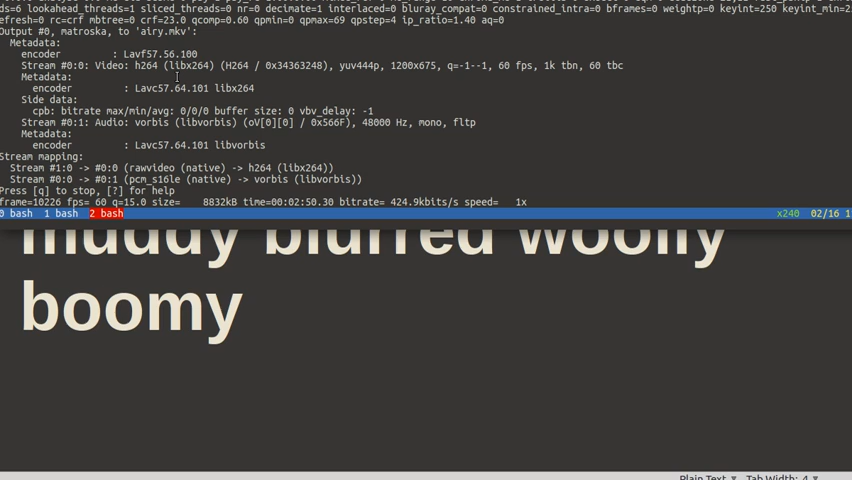 refresh=0 rc=crf mbtree=0 crf=23.0 qcomp=0.60 qpmin=0 qpmax=69 qpstep=4 ip_ratio=1.40 aq=0
ds=6 lookahead_threads=1 sliced_threads=0 nr=0 decimate=1 interlaced=0 bluray_compat=0 constrained_intra=0 bframes=0 weightp=0 keyint=250 keyint_min=2
Output #0, matroska, to 'airy.mkv':
Metadata:
encoder : Lavf57.56.100
Stream #0:0: Video: h264 (libx264) (H264 / 0x34363248), yuv444p, 1200x675, q=-1--1, 60 fps, 1k tbn, 60 tbc
Metadata:
encoder : Lavc57.64.101 libx264
Side data:
cpb: bitrate max/min/avg: 0/0/0 buffer size: 0 vbv_delay: -1
Stream #0:1: Audio: vorbis (libvorbis) (oV[0][0] / 0x566F), 48000 Hz, mono, fltp
Metadata:
encoder : Lavc57.64.101 libvorbis
Stream mapping:
Stream #1:0 -> #0:0 (rawvideo (native) -> h264 (libx264))
Stream #0:0 -> #0:1 (pcm_s16le (native) -> vorbis (libvorbis))
Press [q] to stop, [?] for help
frame=10226 fps= 60 q=15.0 size= 8832kB time=00:02:50.30 bitrate= 424.9kbits/s speed= 1x
0 bash 1 bash 2 bash x240 02/16 1
muddy blurred woolly
boomy
Plain Text Tab Width: 4